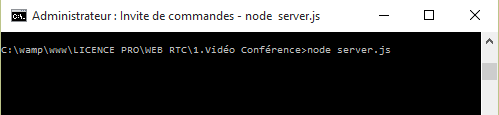 Administrateur : Invite de commandes - node  server.js
C:\wamp\www\LICENCE PRO\WEB RTC\1.Vidéo Conférence>node server.js